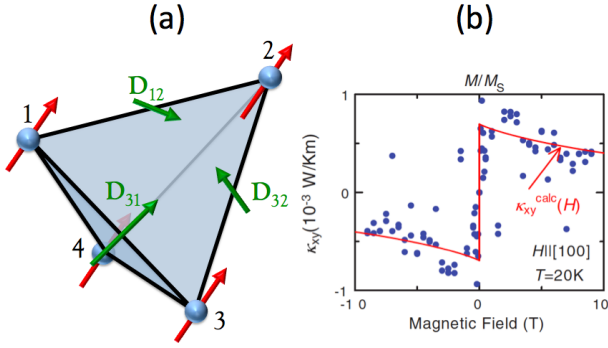 (a)
1
2
3
4
D12
D31
D32
(b)
M/MS
1
0
-1
κxy(10-3 W/Km)
κxycalc(H)
H||[100]
T=20K
-1 0
0
10
Magnetic Field (T)